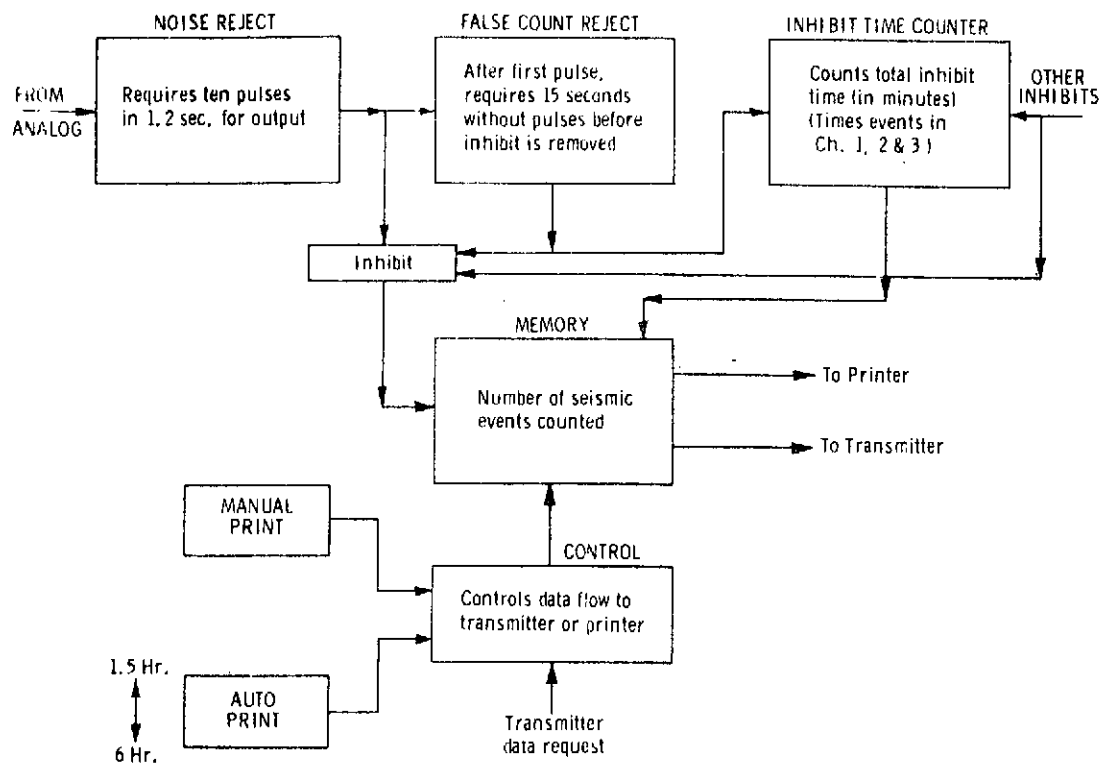 NOISE REJECT
FALSE COUNT REJECT
INHIBIT TIME COUNTER
FROM
ANALOG
Requires ten pulses
in 1.2 sec. for output
After first pulse,
requires 15 seconds
without pulses before
inhibit is removed
Counts total inhibit
time (in minutes)
(Times events in
Ch. 1, 2 & 3)
OTHER
INHIBITS
Inhibit
MEMORY
Number of seismic
events counted
To Printer
To Transmitter
MANUAL
PRINT
CONTROL
Controls data flow to
transmitter or printer
1.5 Hr.
6 Hr.
AUTO
PRINT
Transmitter
data request